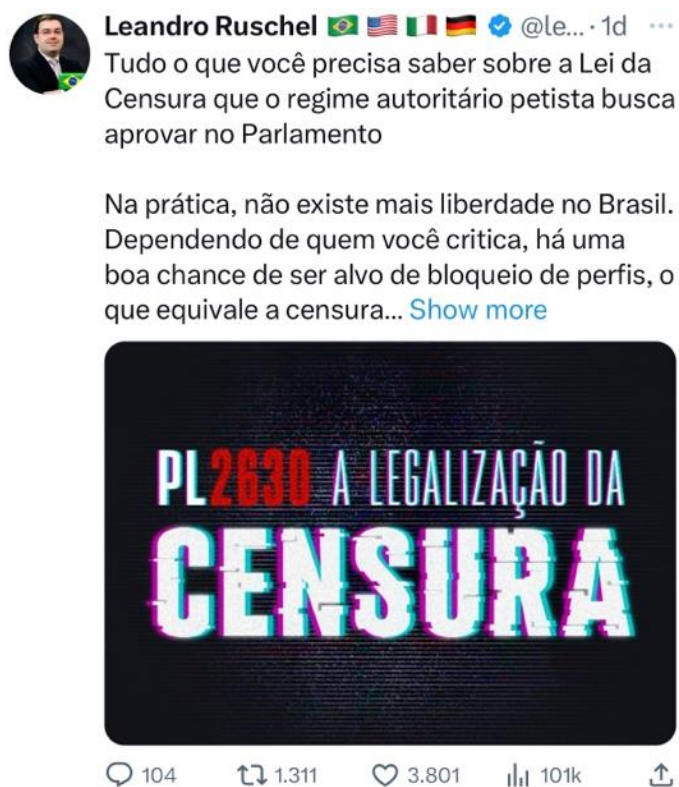 Leandro Ruschel @le... · 1d
Tudo o que você precisa saber sobre a Lei da
Censura que o regime autoritário petista busca
aprovar no Parlamento
Na prática, não existe mais liberdade no Brasil.
Dependendo de quem você critica, há uma
boa chance de ser alvo de bloqueio de perfis, o
que equivale a censura... Show more
PL2630 A LEGALIZAÇÃO DA
CENSURA
104 1.311 3.801 101k